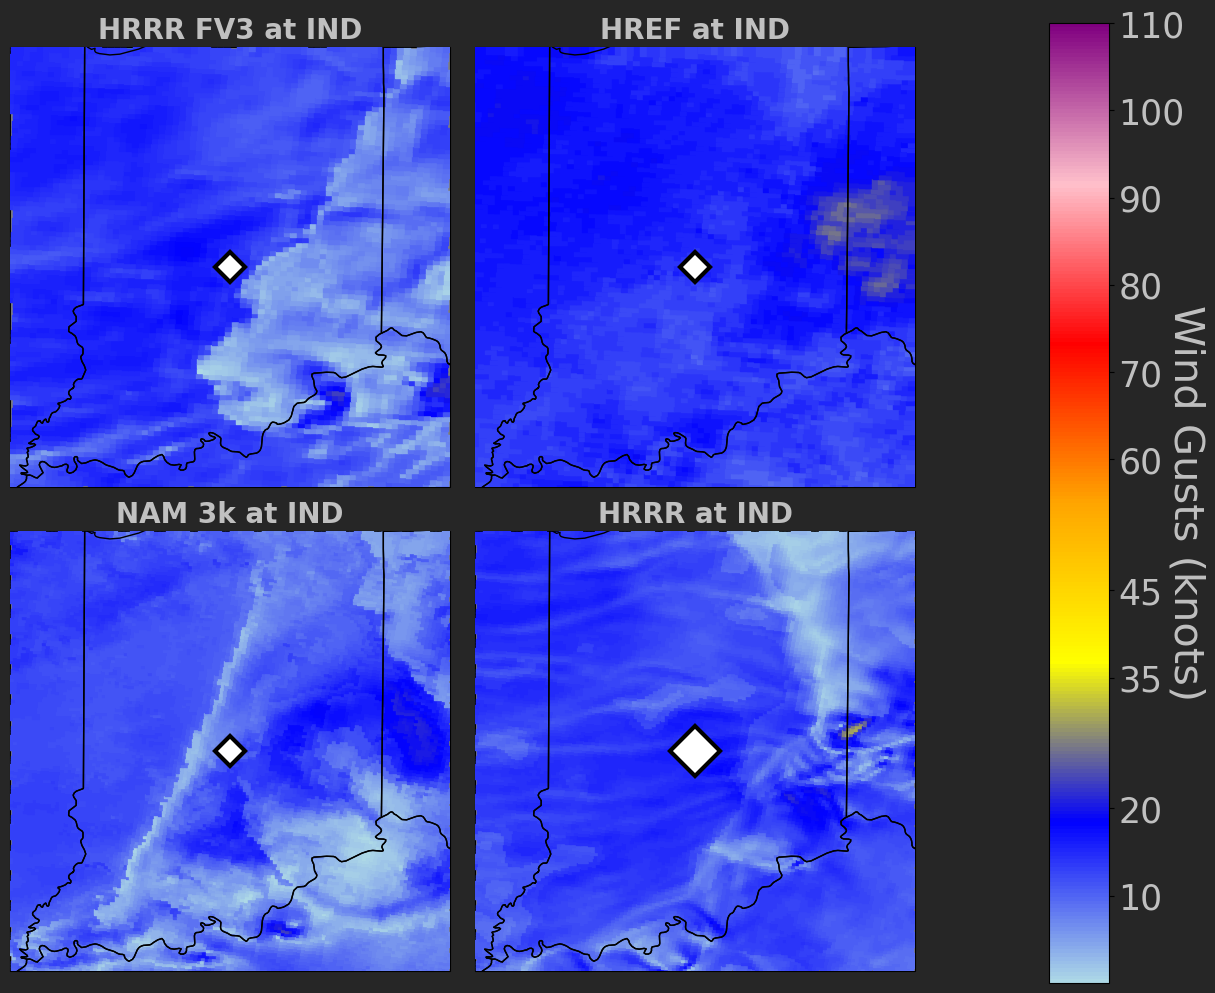 HRRR FV3 at IND
HREF at IND
NAM 3k at IND
HRRR at IND
110
100
90
80
70
60
45
35
20
10
Wind Gusts (knots)